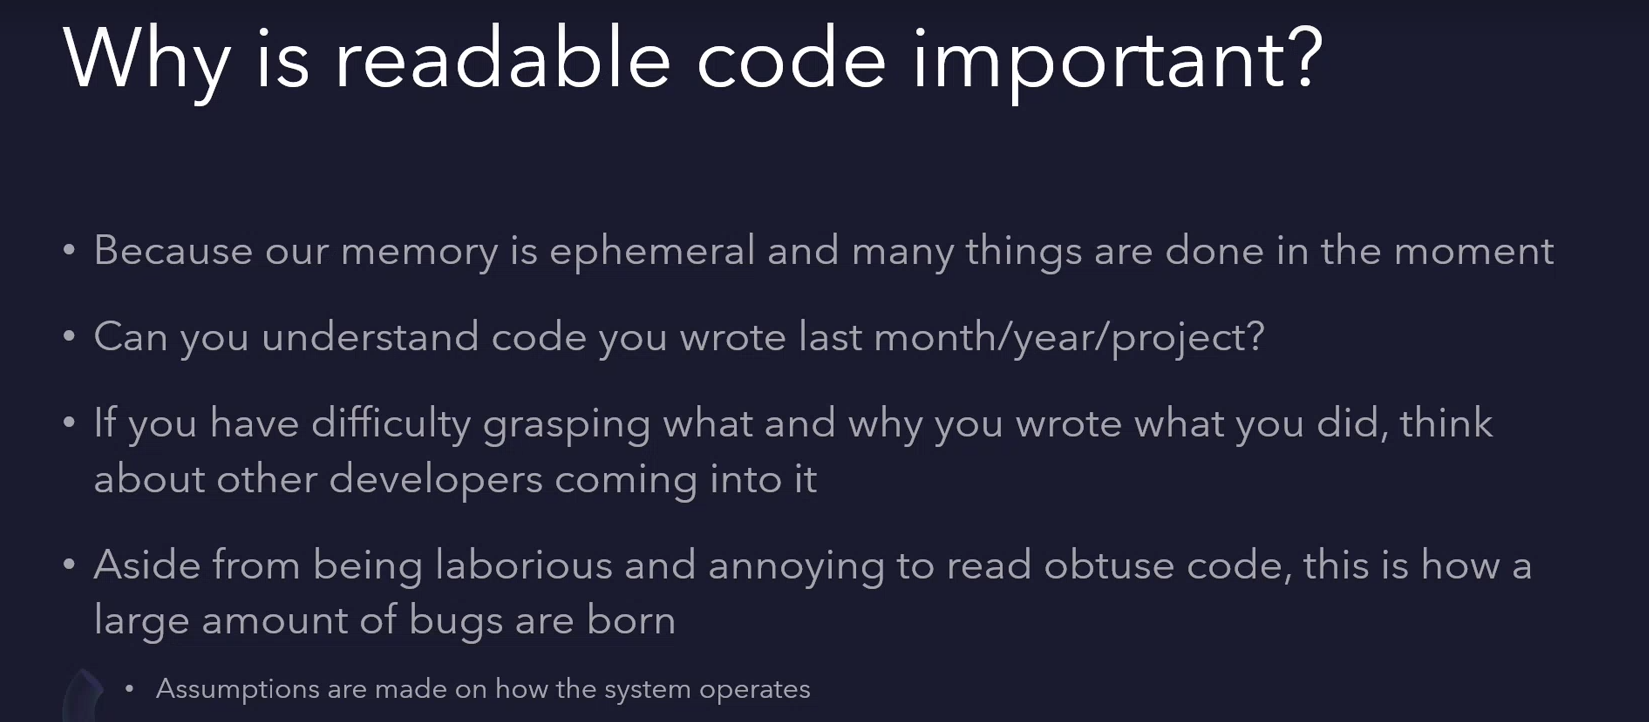 Why is readable code important?
• Because our memory is ephemeral and many things are done in the moment
• Can you understand code you wrote last month/year/project?
• If you have difficulty grasping what and why you wrote what you did, think
about other developers coming into it
• Aside from being laborious and annoying to read obtuse code, this is how a
large amount of bugs are born
• Assumptions are made on how the system operates